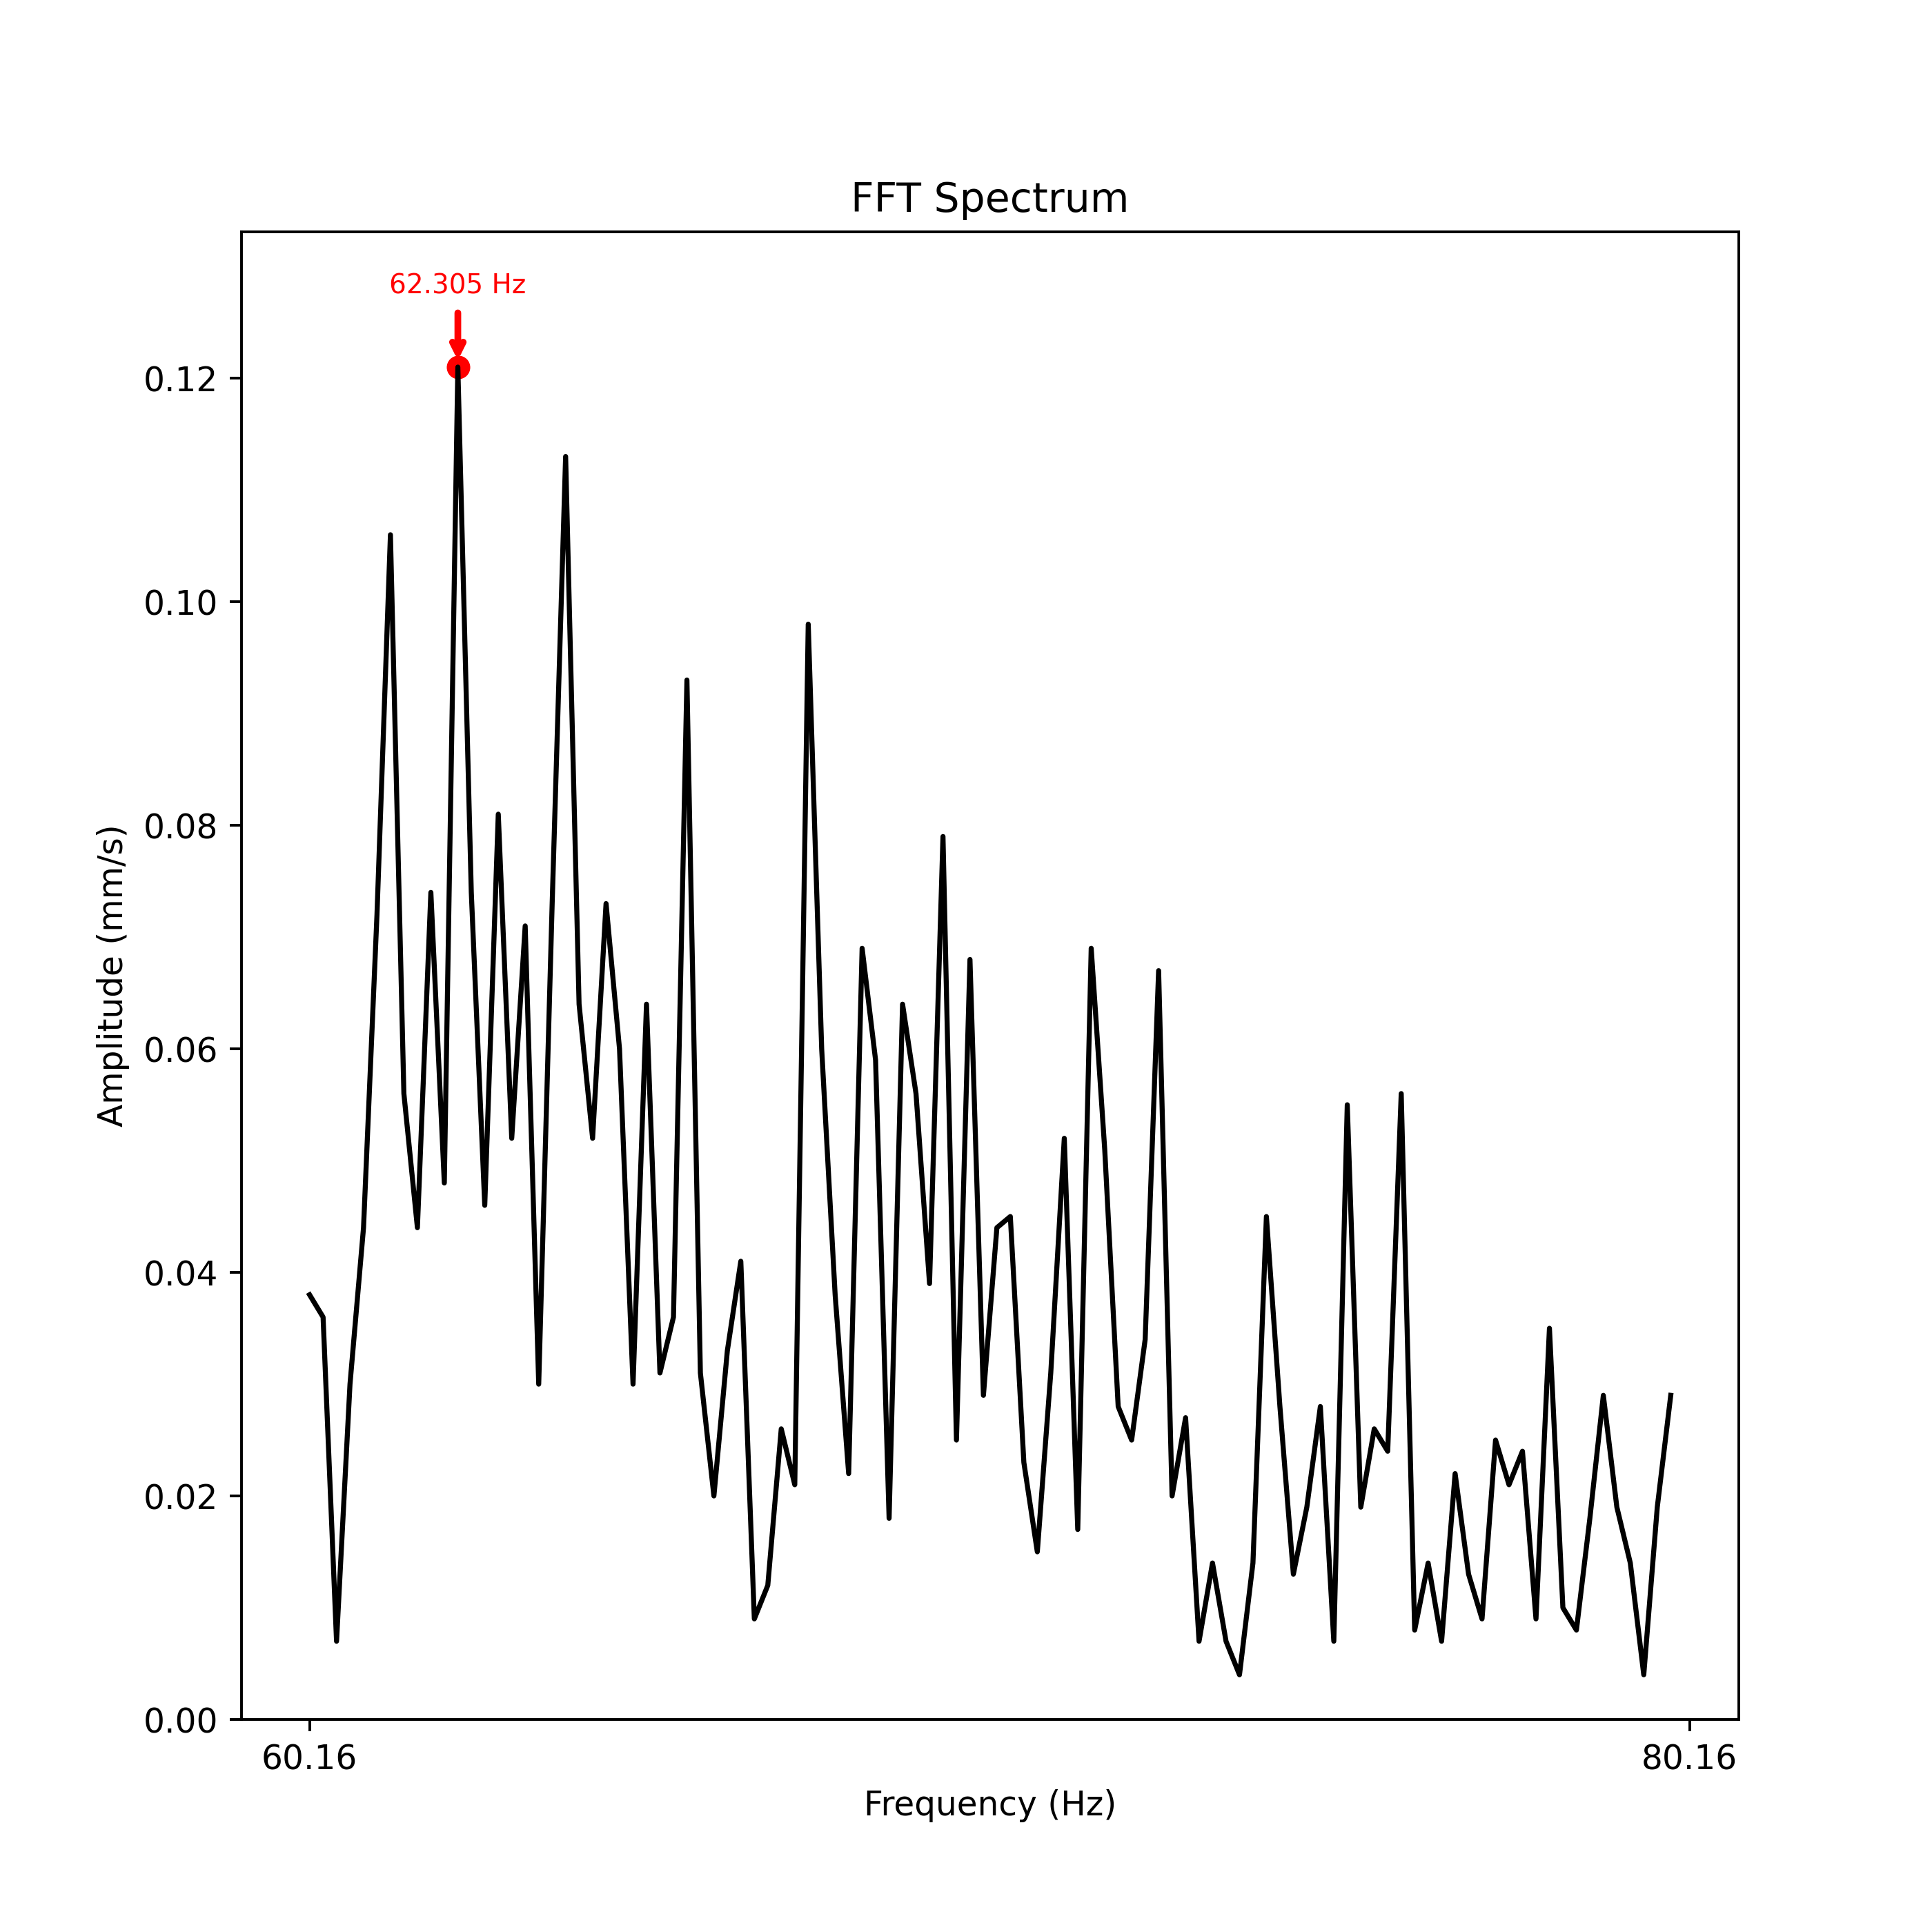 FFT Spectrum
62.305 Hz
0.12
0.10
0.08
0.06
0.04
0.02
0.00
Amplitude (mm/s)
60.16
80.16
Frequency (Hz)